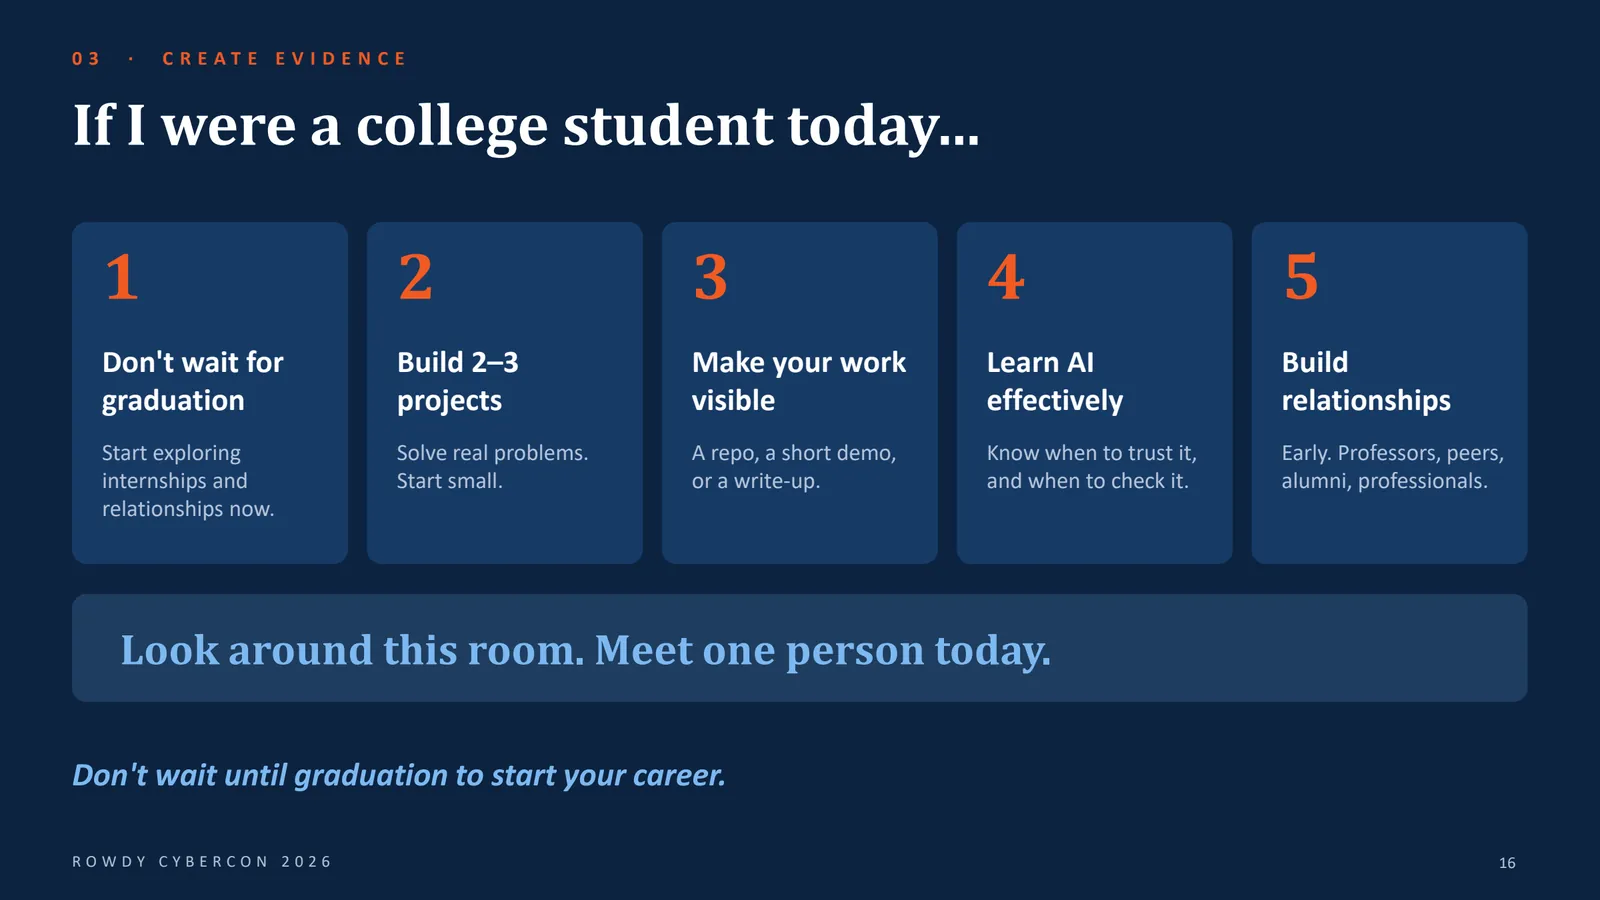 03 · CREATE EVIDENCE
If I were a college student today...
1
Don't wait for
graduation
Start exploring
internships and
relationships now.
2
Build 2–3
projects
Solve real problems.
Start small.
3
Make your work
visible
A repo, a short demo,
or a write-up.
4
Learn AI
effectively
Know when to trust it,
and when to check it.
5
Build
relationships
Early. Professors, peers,
alumni, professionals.
Look around this room. Meet one person today.
Don't wait until graduation to start your career.
ROWDY CYBERCON 2026
16